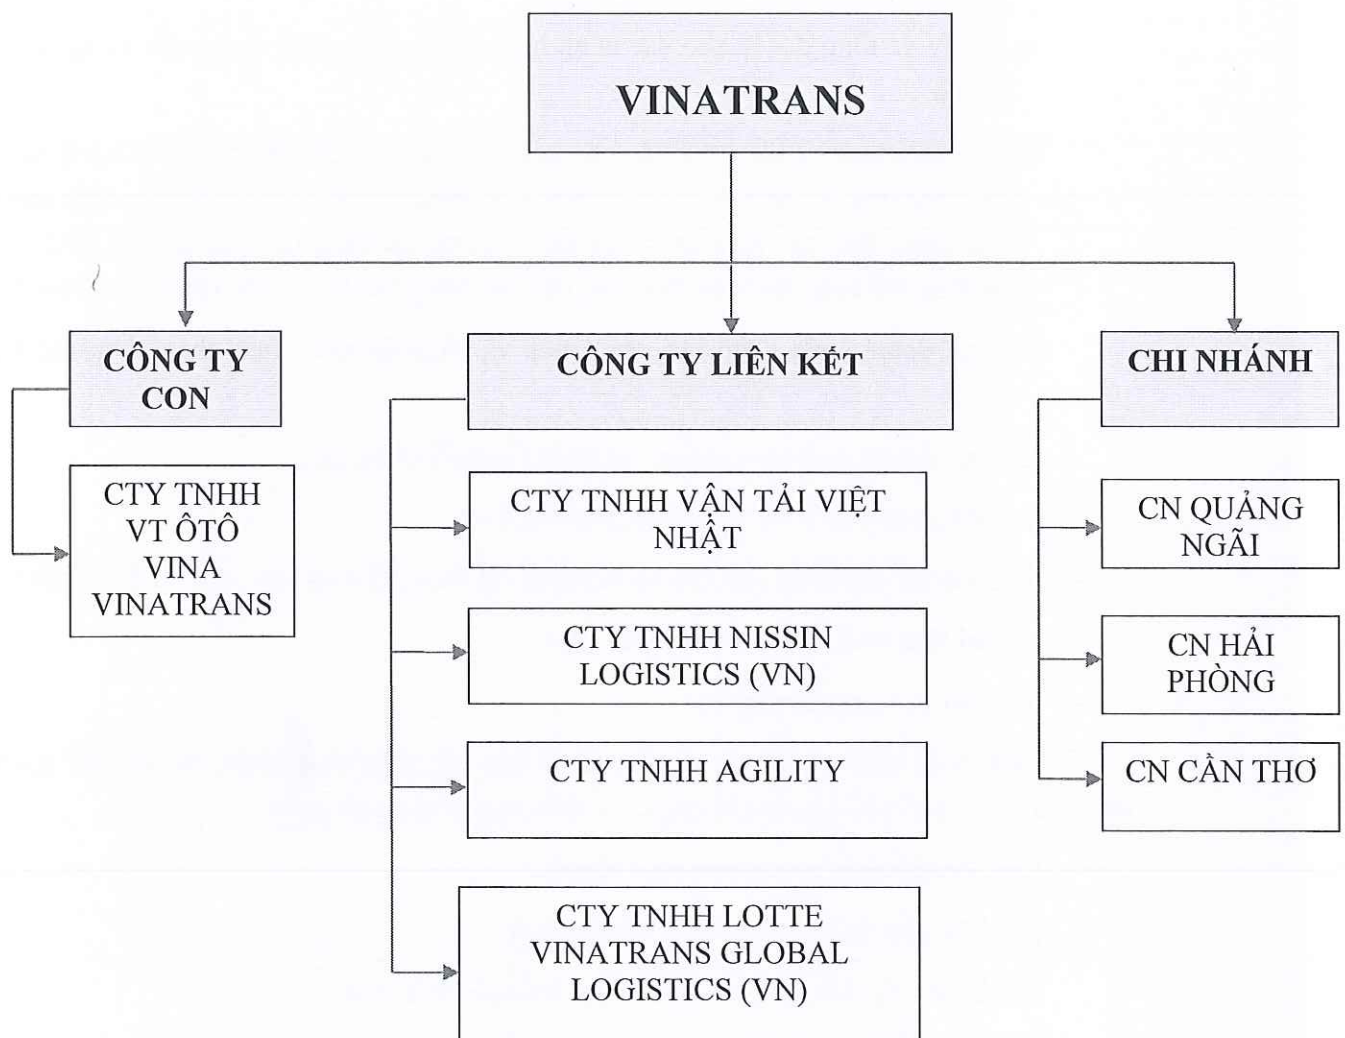 VINATRANS
CÔNG TY
CON
CTY TNHH
VT ÔTÔ
VINA
VINATRANS
CÔNG TY LIÊN KẾT
CTY TNHH VẬN TẢI VIỆT
NHẬT
CTY TNHH NISSIN
LOGISTICS (VN)
CTY TNHH AGILITY
CTY TNHH LOTTE
VINATRANS GLOBAL
LOGISTICS (VN)
CHI NHÁNH
CN QUẢNG
NGÃI
CN HẢI
PHÒNG
CN CẦN THƠ